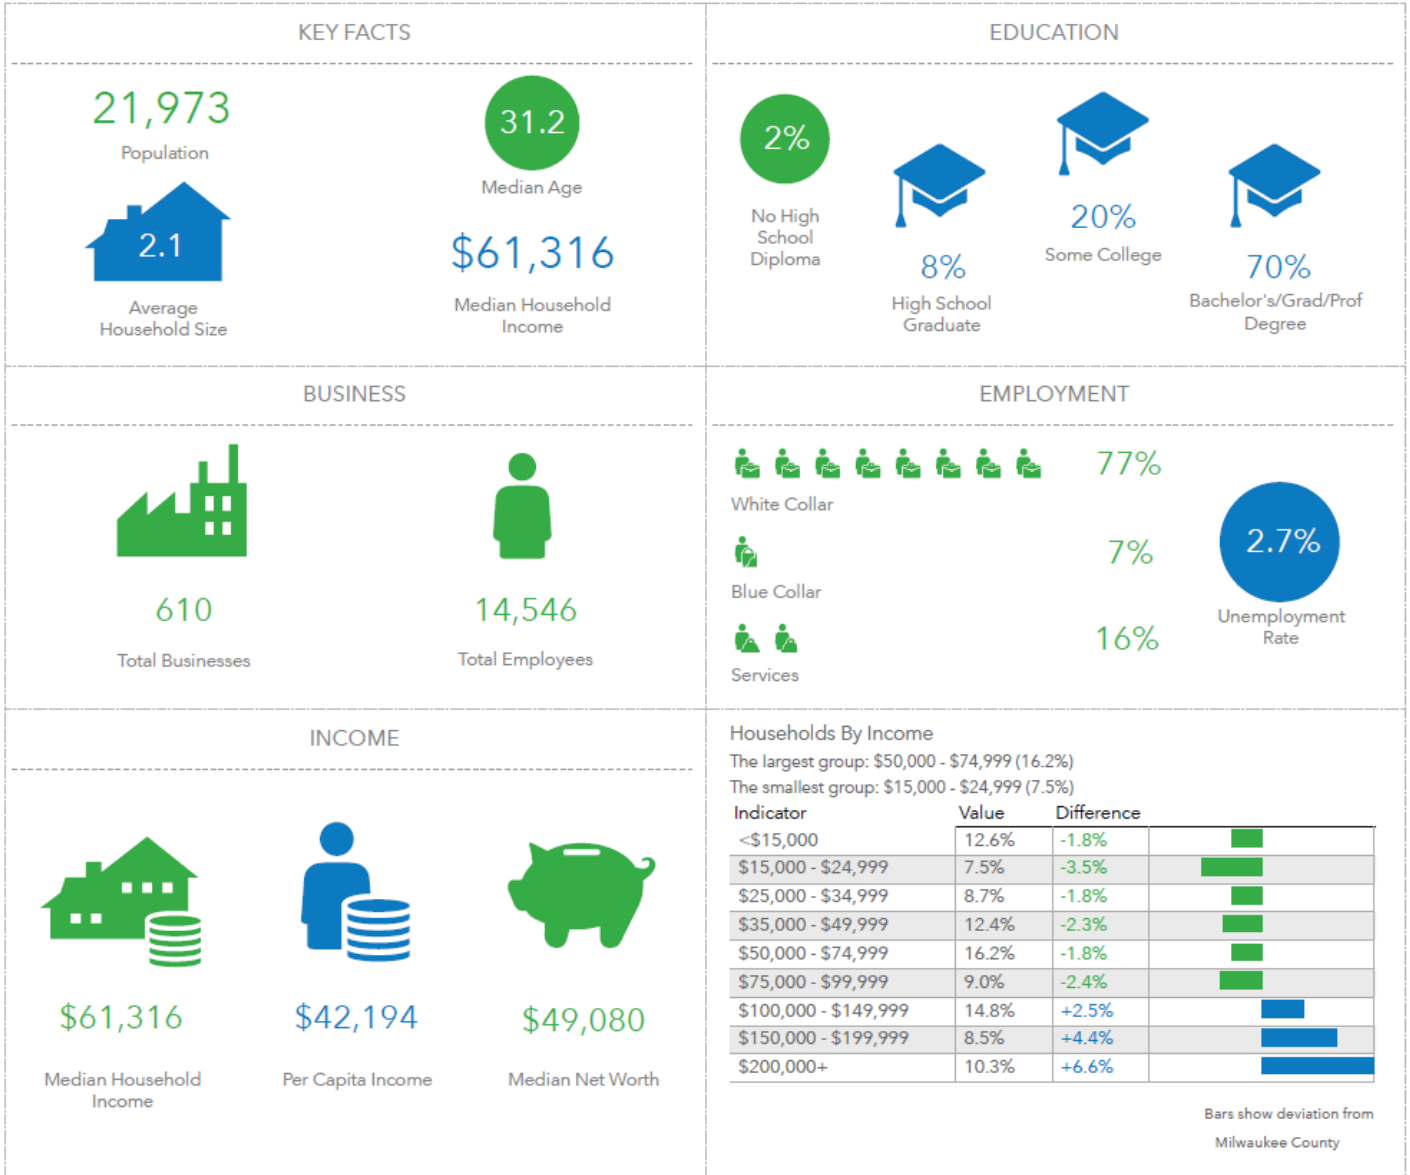 KEY FACTS
21,973
Population
31.2
Median Age
2.1
Average
Household Size
$61,316
Median Household
Income
EDUCATION
2%
No High
School
Diploma
8%
High School
Graduate
20%
Some College
70%
Bachelor's/Grad/Prof
Degree
BUSINESS
610
Total Businesses
14,546
Total Employees
EMPLOYMENT
77%
White Collar
7%
Blue Collar
16%
Services
2.7%
Unemployment
Rate
INCOME
$61,316
Median Household
Income
$42,194
Per Capita Income
$49,080
Median Net Worth
Households By Income
The largest group: $50,000 - $74,999 (16.2%)
The smallest group: $15,000 - $24,999 (7.5%)
Indicator Value Difference
<$15,000 12.6% -1.8%
$15,000 - $24,999 7.5% -3.5%
$25,000 - $34,999 8.7% -1.8%
$35,000 - $49,999 12.4% -2.3%
$50,000 - $74,999 16.2% -1.8%
$75,000 - $99,999 9.0% -2.4%
$100,000 - $149,999 14.8% +2.5%
$150,000 - $199,999 8.5% +4.4%
$200,000+ 10.3% +6.6%
Bars show deviation from
Milwaukee County